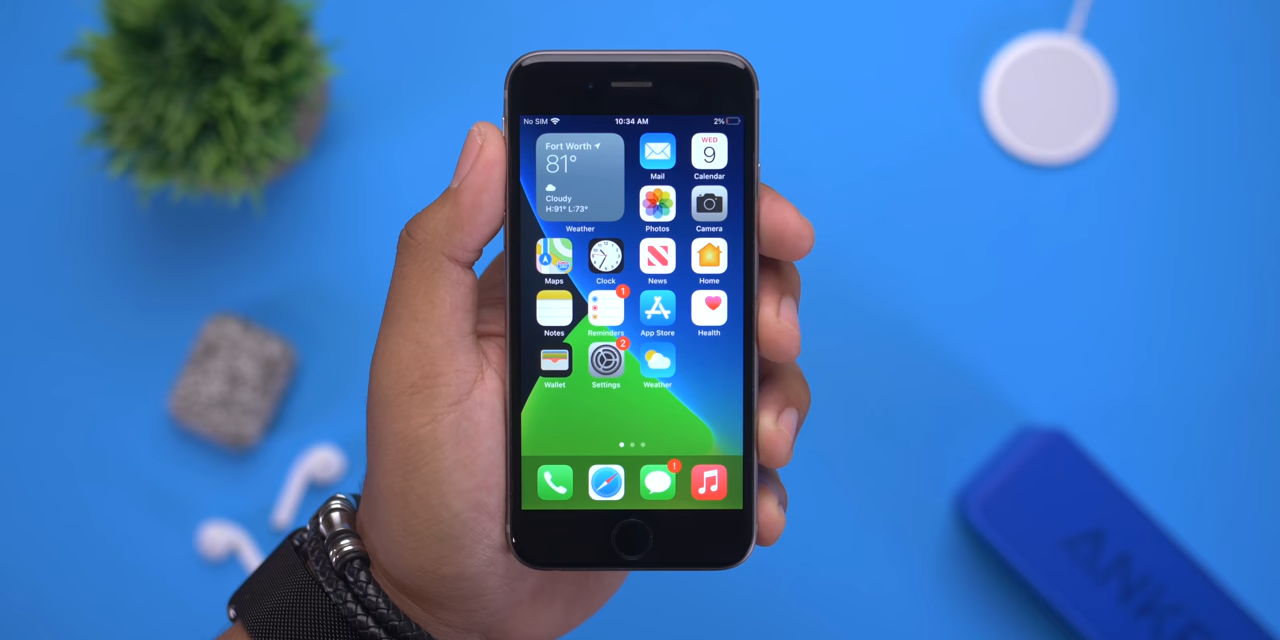 No SIM 10:34 AM 2%
Fort Worth
81°
Cloudy
H:91° L:73°
Weather
Mail
WED
9
Calendar
Photos
Camera
Maps
Clock
News
Home
Notes
1
Reminders
App Store
Health
Wallet
2
Settings
Weather
!
ANKE